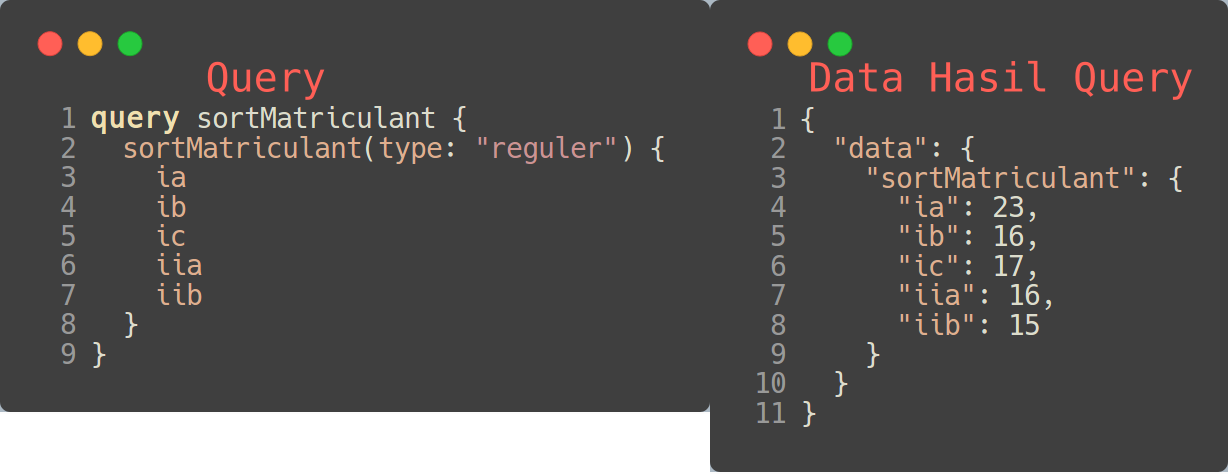 Query
1 query sortMatriculant {
2   sortMatriculant(type: "reguler") {
3     ia
4     ib
5     ic
6     iia
7     iib
8   }
9 }
Data Hasil Query
1 {
2   "data": {
3     "sortMatriculant": {
4       "ia": 23,
5       "ib": 16,
6       "ic": 17,
7       "iia": 16,
8       "iib": 15
9     }
10   }
11 }